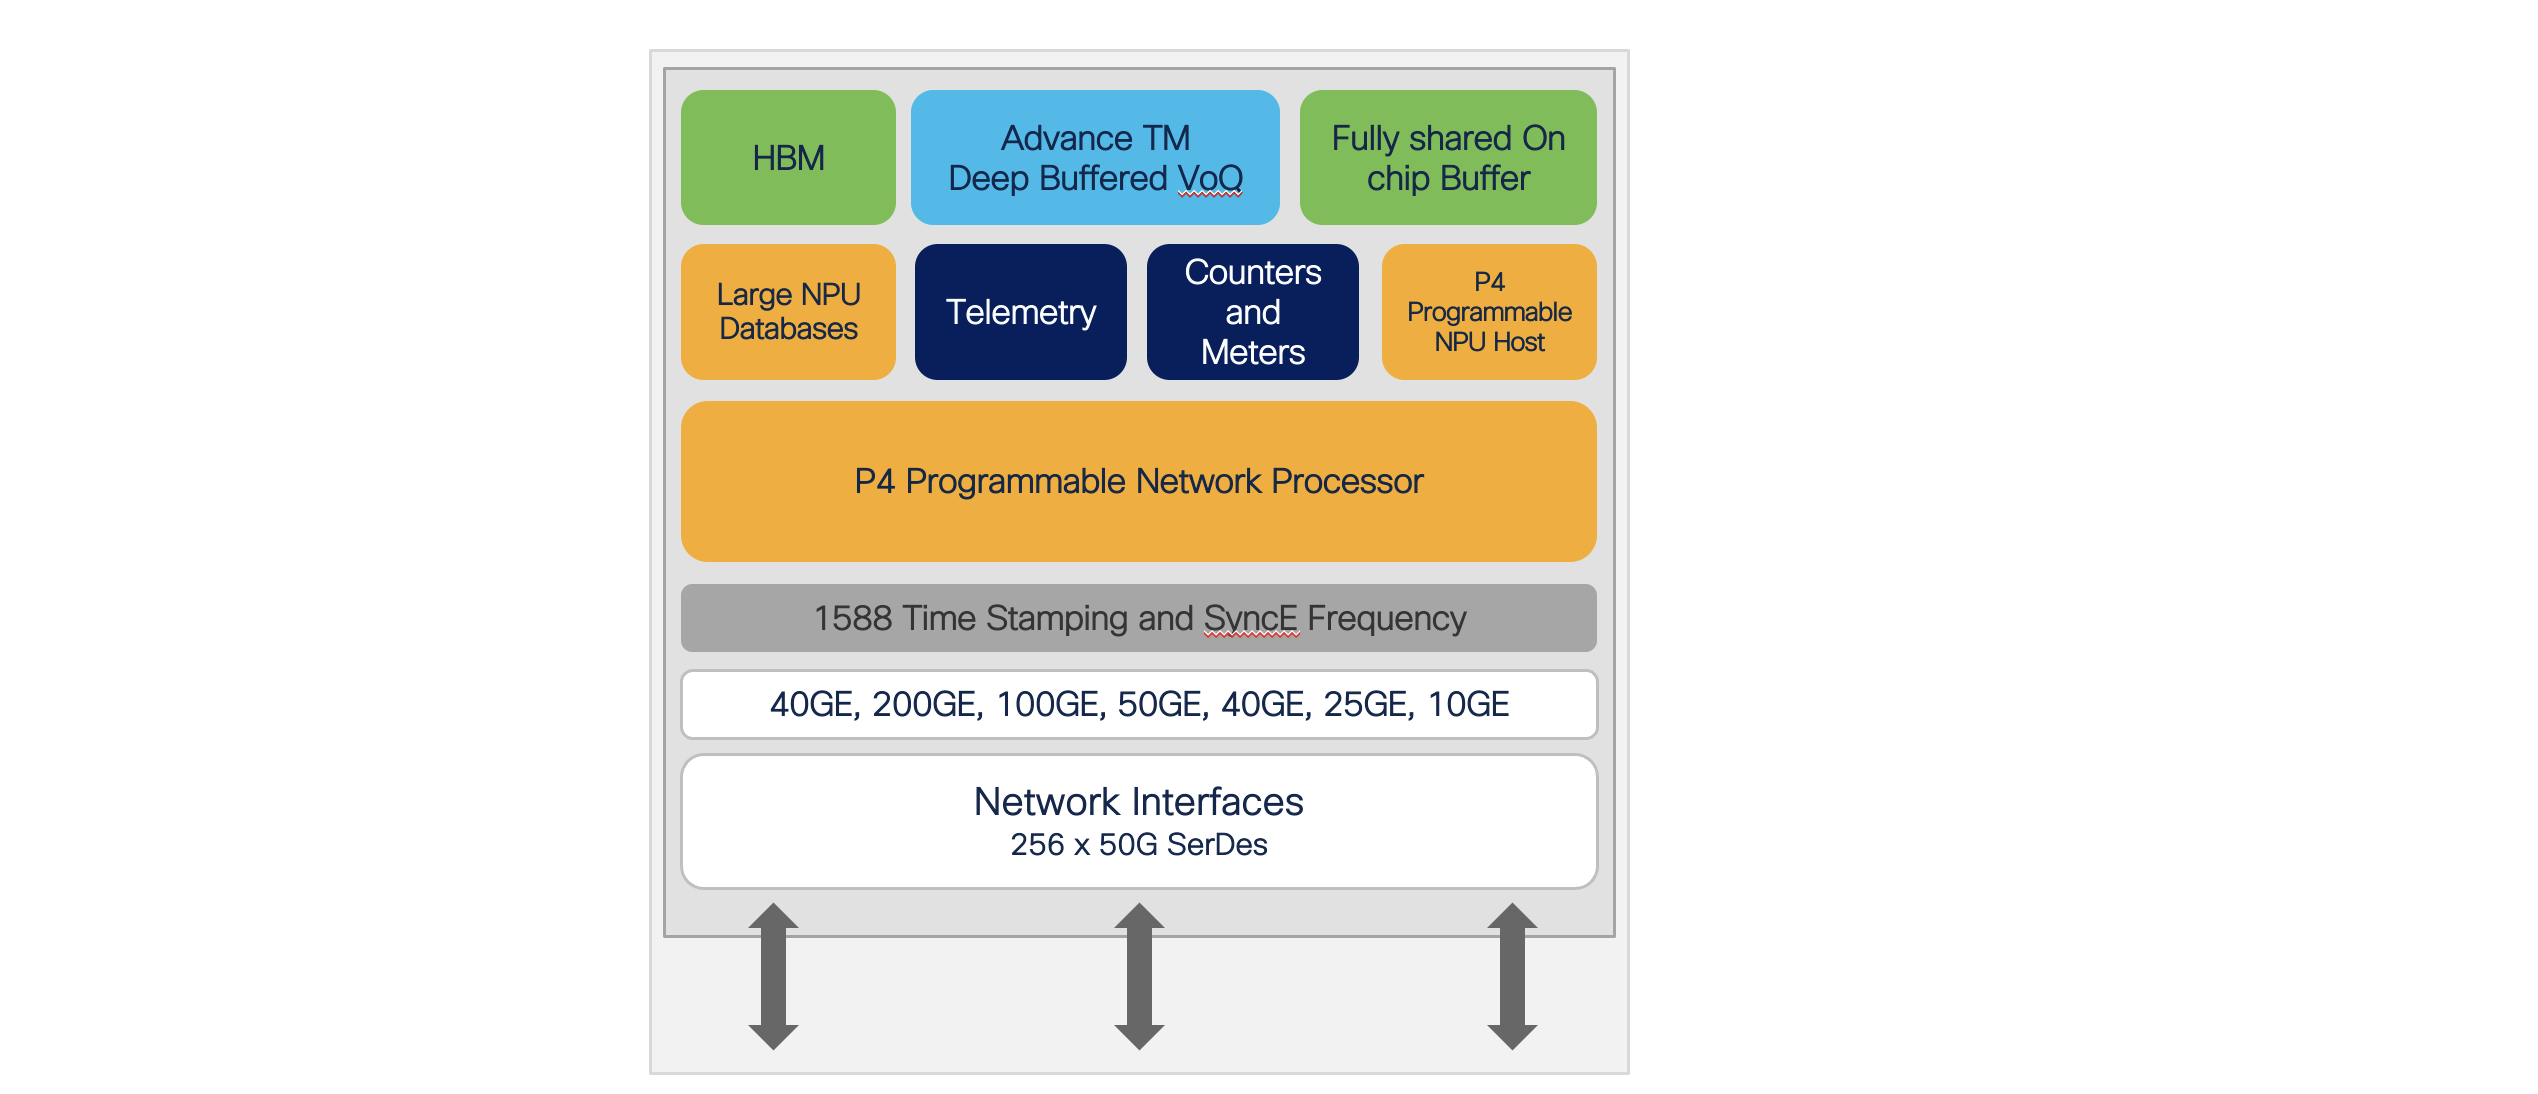 HBM
Advance TM
Deep Buffered VoQ
Fully shared On
chip Buffer
Large NPU
Databases
Telemetry
Counters
and
Meters
P4
Programmable
NPU Host
P4 Programmable Network Processor
1588 Time Stamping and SyncE Frequency
40GE, 200GE, 100GE, 50GE, 40GE, 25GE, 10GE
Network Interfaces
256 x 50G SerDes